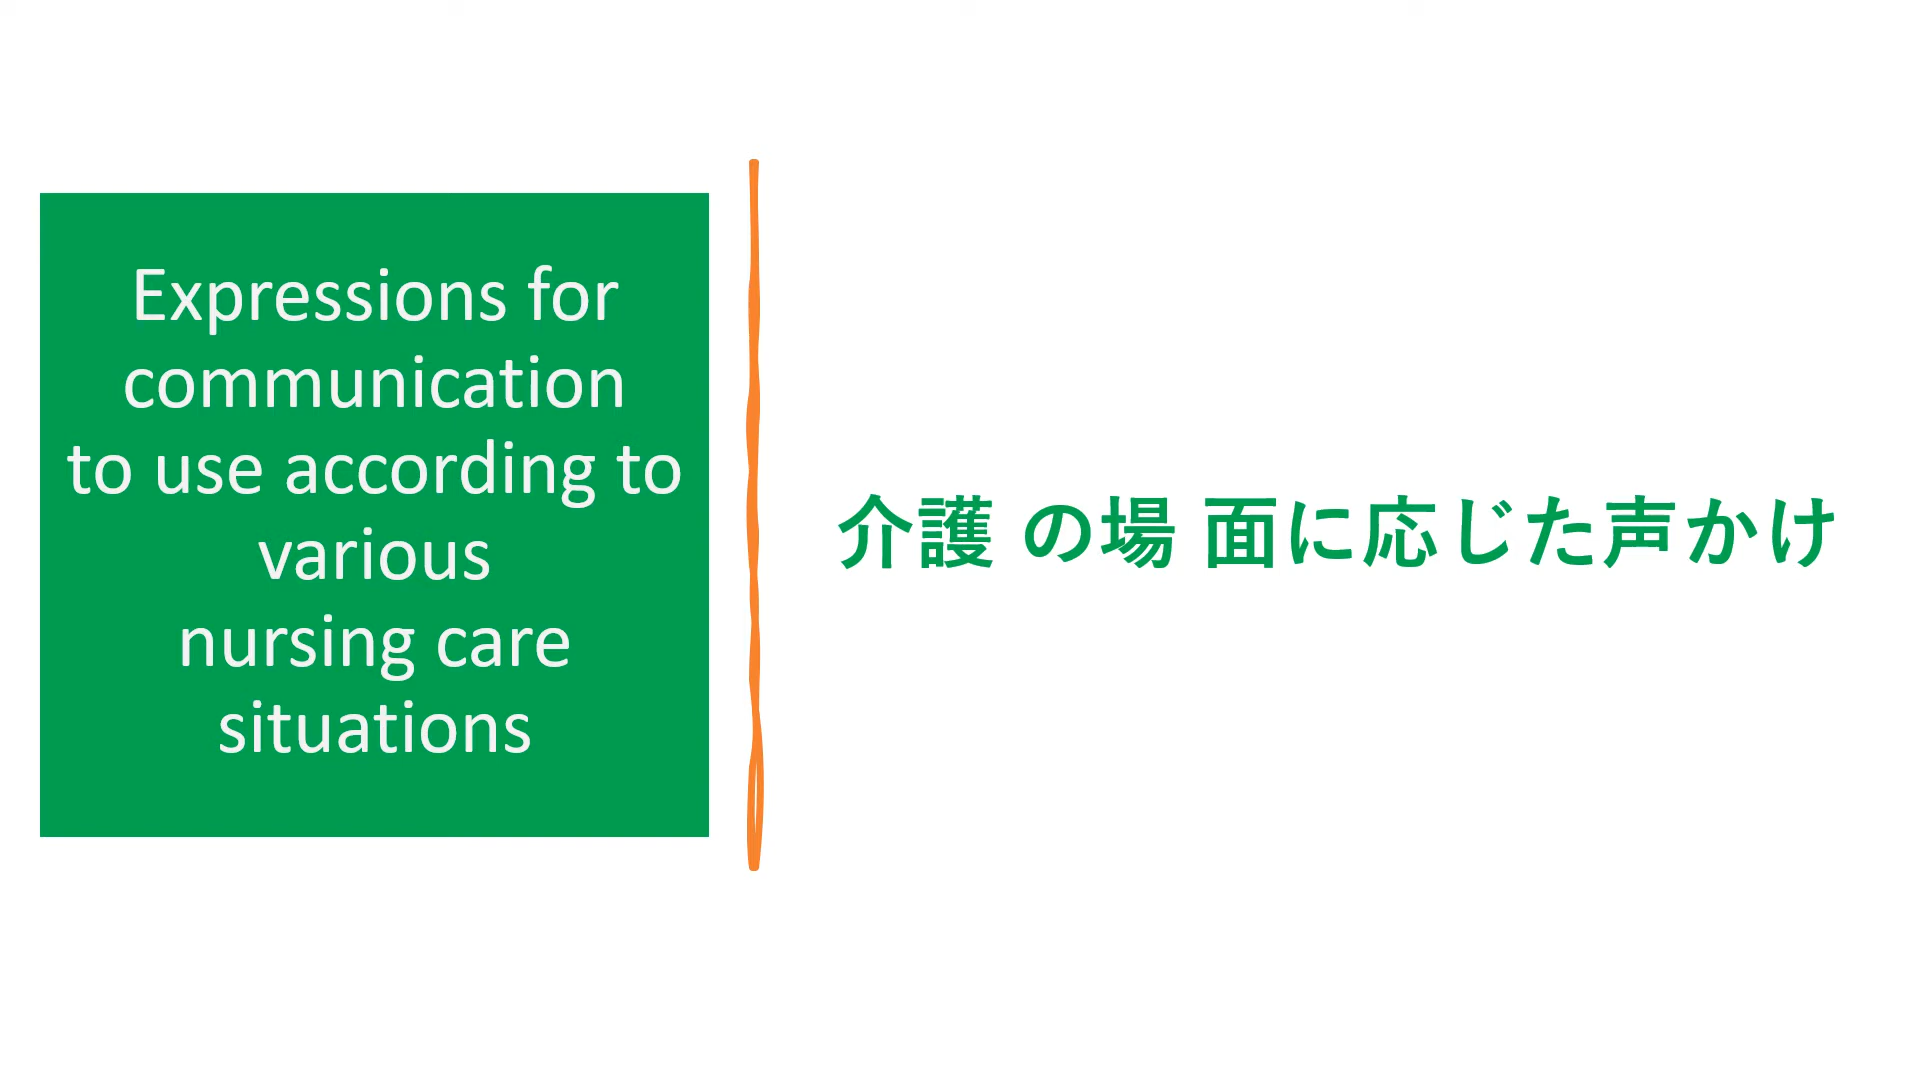 Expressions for
communication
to use according to
various
nursing care
situations
介護 の場 面に応じた声かけ